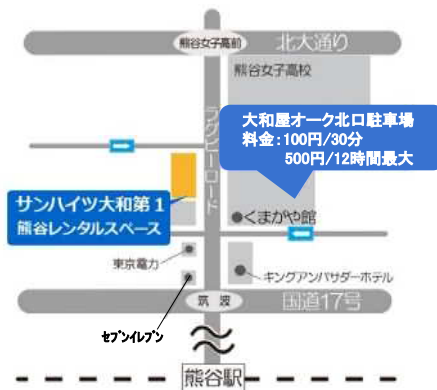 熊谷女子高前
北大通り
熊谷女子高校
ラグビーロード
大和屋オーク北口駐車場
料金:100円/30分
500円/12時間最大
サンハイツ大和第1
熊谷レンタルスペース
●くまがや館
東京電力
キングアンバサダーホテル
セブンイレブン
筑波
国道17号
熊谷駅